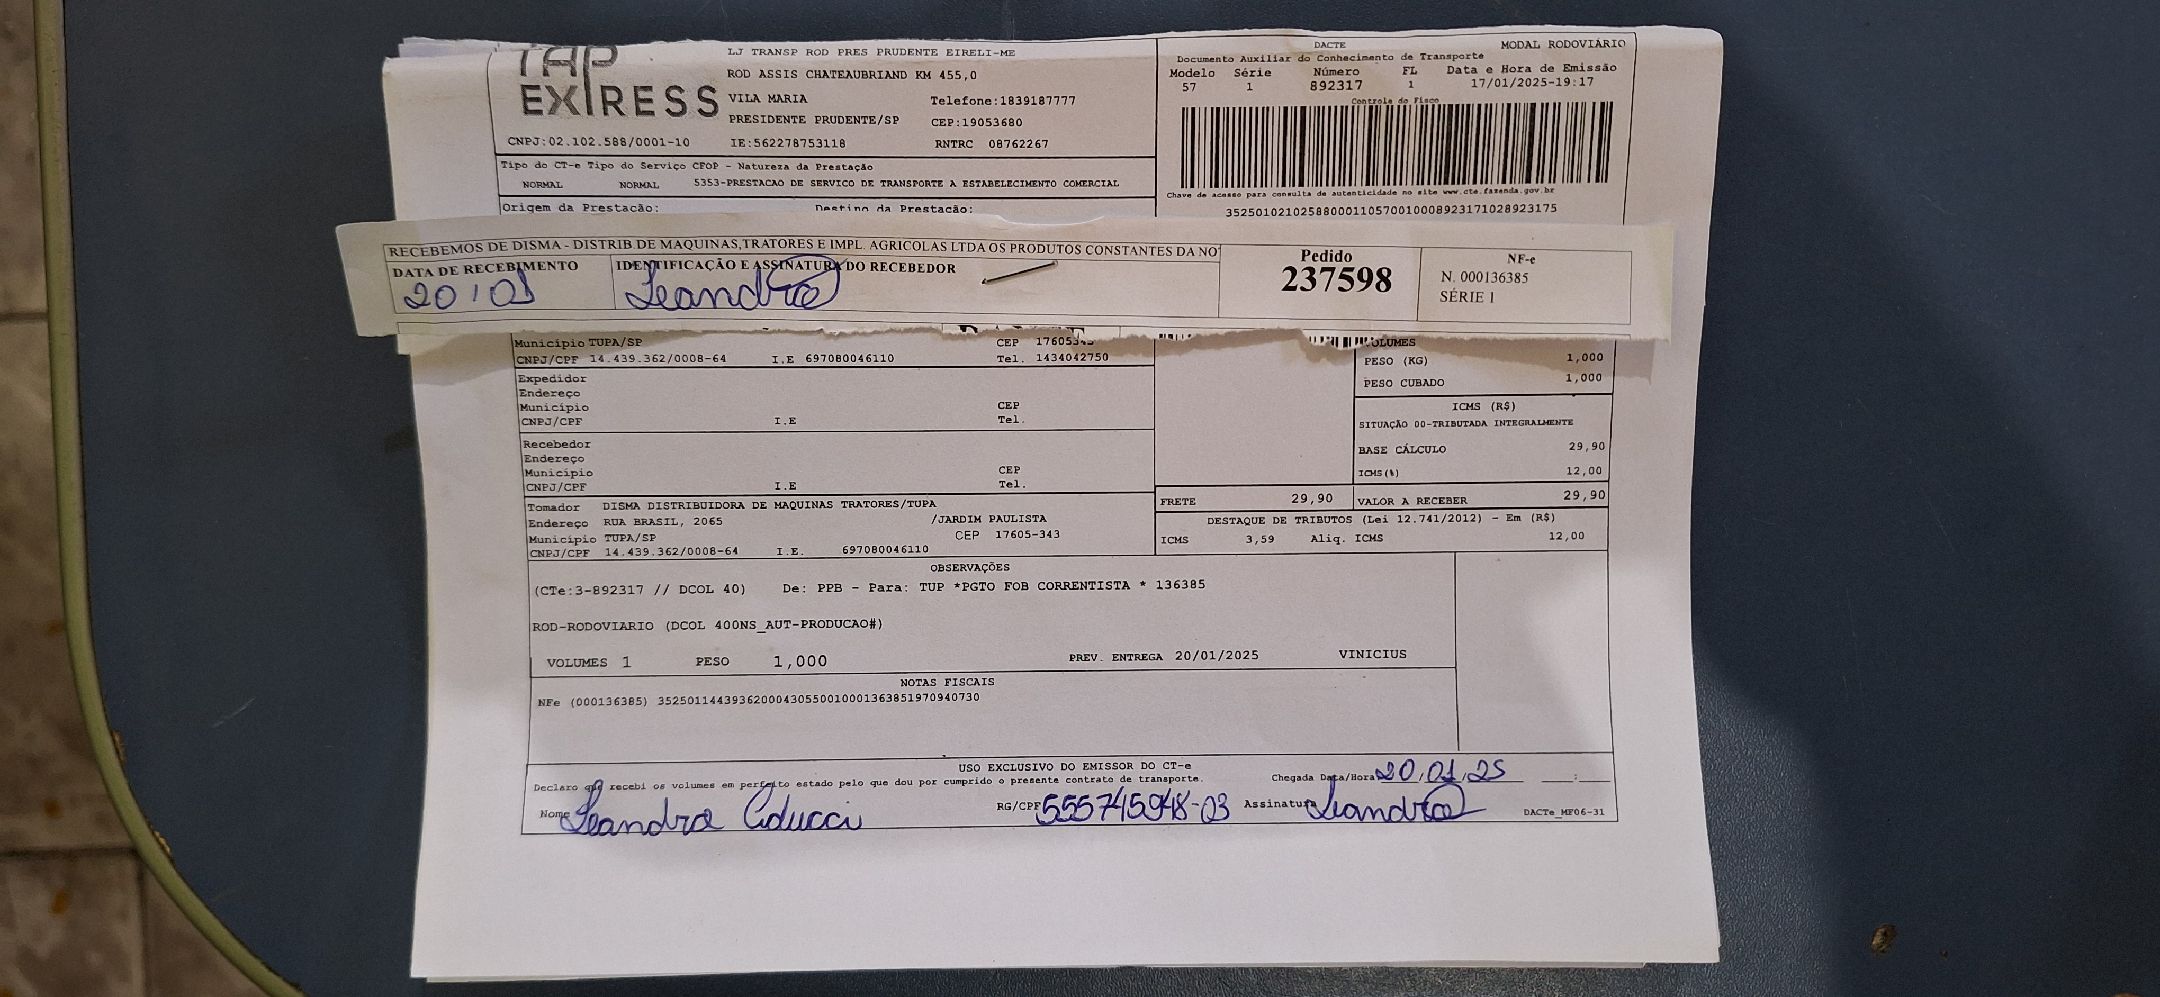 TAP
EXPRESS
LJ TRANSP ROD PRES PRUDENTE EIRELI-ME
ROD ASSIS CHATEAUBRIAND KM 455,0
VILA MARIA Telefone:1839187777
PRESIDENTE PRUDENTE/SP CEP:19053680
CNPJ:02.102.588/0001-10 IE:562278753118 RNTRC 08762267
DACTE MODAL RODOVIÁRIO
Documento Auxiliar do Conhecimento de Transporte
Modelo Série Número FL Data e Hora de Emissão
57 1 892317 1 17/01/2025-19:17
Controle do Fisco
Chave de acesso para consulta de autenticidade no site www.cte.fazenda.gov.br
35250102102588000110570010008923171028923175
Tipo do CT-e Tipo do Serviço CFOP - Natureza da Prestação
NORMAL NORMAL 5353-PRESTACAO DE SERVICO DE TRANSPORTE A ESTABELECIMENTO COMERCIAL
Origem da Prestação: Destino da Prestação:
RECEBEMOS DE DISMA - DISTRIB DE MAQUINAS,TRATORES E IMPL. AGRICOLAS LTDA OS PRODUTOS CONSTANTES DA NO
DATA DE RECEBIMENTO IDENTIFICAÇÃO E ASSINATURA DO RECEBEDOR
20/01 Leandra
Pedido
237598
NF-e
N. 000136385
SÉRIE 1
Município TUPA/SP CEP 17605343
CNPJ/CPF 14.439.362/0008-64 I.E 697080046110 Tel. 1434042750
Expedidor
Endereço
Município CEP
CNPJ/CPF I.E Tel.
Recebedor
Endereço
Município CEP
CNPJ/CPF I.E Tel.
VOLUMES
PESO (KG) 1,000
PESO CUBADO 1,000
ICMS (R$)
SITUAÇÃO 00-TRIBUTADA INTEGRALMENTE
BASE CÁLCULO 29,90
ICMS(%) 12,00
Tomador DISMA DISTRIBUIDORA DE MAQUINAS TRATORES/TUPA
Endereço RUA BRASIL, 2065 /JARDIM PAULISTA
Município TUPA/SP CEP 17605-343
CNPJ/CPF 14.439.362/0008-64 I.E. 697080046110
FRETE 29,90 VALOR A RECEBER 29,90
DESTAQUE DE TRIBUTOS (Lei 12.741/2012) - Em (R$)
ICMS 3,59 Aliq. ICMS 12,00
OBSERVAÇÕES
(CTe:3-892317 // DCOL 40) De: PPB - Para: TUP *PGTO FOB CORRENTISTA * 136385
ROD-RODOVIARIO (DCOL 400NS_AUT-PRODUCAO#)
VOLUMES 1 PESO 1,000 PREV. ENTREGA 20/01/2025 VINICIUS
NOTAS FISCAIS
NFe (000136385) 35250114439362000430550010001363851970940730
USO EXCLUSIVO DO EMISSOR DO CT-e
Declaro que recebi os volumes em perfeito estado pelo que dou por cumprido o presente contrato de transporte. Chegada Data/Hora 20.01.25 __:__
Nome Leandra RG/CPF 555745948-03 Assinatura Leandra DACTe_MF06-31